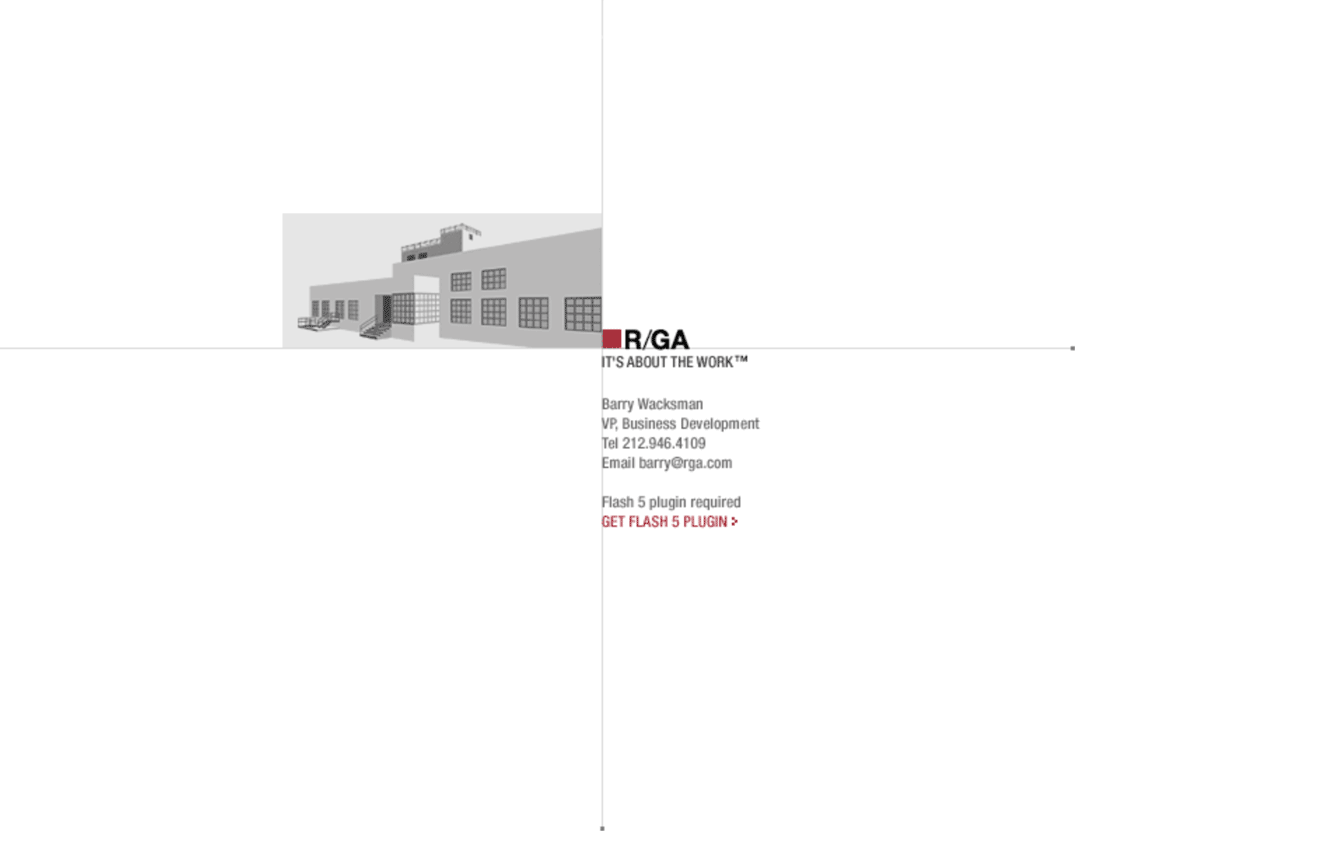 R/GA
IT'S ABOUT THE WORK™
Barry Wacksman
VP, Business Development
Tel 212.946.4109
Email barry@rga.com
Flash 5 plugin required
GET FLASH 5 PLUGIN